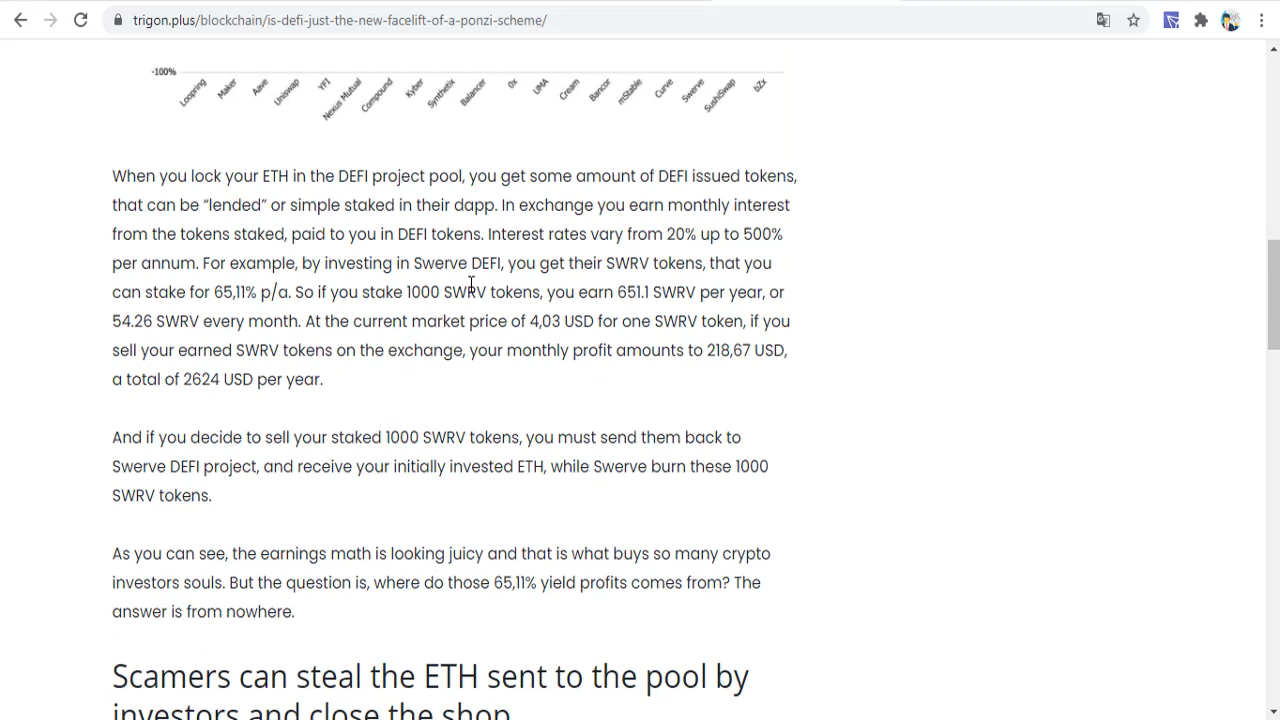 trigon.plus/blockchain/is-defi-just-the-new-facelift-of-a-ponzi-scheme/
-100%
Loopring Maker Aave Uniswap YFI Nexus Mutual Compound Kyber Synthetix Balancer 0x UMA Cream Bancor mStable Curve Swerve SushiSwap bZx
When you lock your ETH in the DEFI project pool, you get some amount of DEFI issued tokens,
that can be “lended” or simple staked in their dapp. In exchange you earn monthly interest
from the tokens staked, paid to you in DEFI tokens. Interest rates vary from 20% up to 500%
per annum. For example, by investing in Swerve DEFI, you get their SWRV tokens, that you
can stake for 65,11% p/a. So if you stake 1000 SWRV tokens, you earn 651.1 SWRV per year, or
54.26 SWRV every month. At the current market price of 4,03 USD for one SWRV token, if you
sell your earned SWRV tokens on the exchange, your monthly profit amounts to 218,67 USD,
a total of 2624 USD per year.
And if you decide to sell your staked 1000 SWRV tokens, you must send them back to
Swerve DEFI project, and receive your initially invested ETH, while Swerve burn these 1000
SWRV tokens.
As you can see, the earnings math is looking juicy and that is what buys so many crypto
investors souls. But the question is, where do those 65,11% yield profits comes from? The
answer is from nowhere.
Scamers can steal the ETH sent to the pool by
investors and close the shop